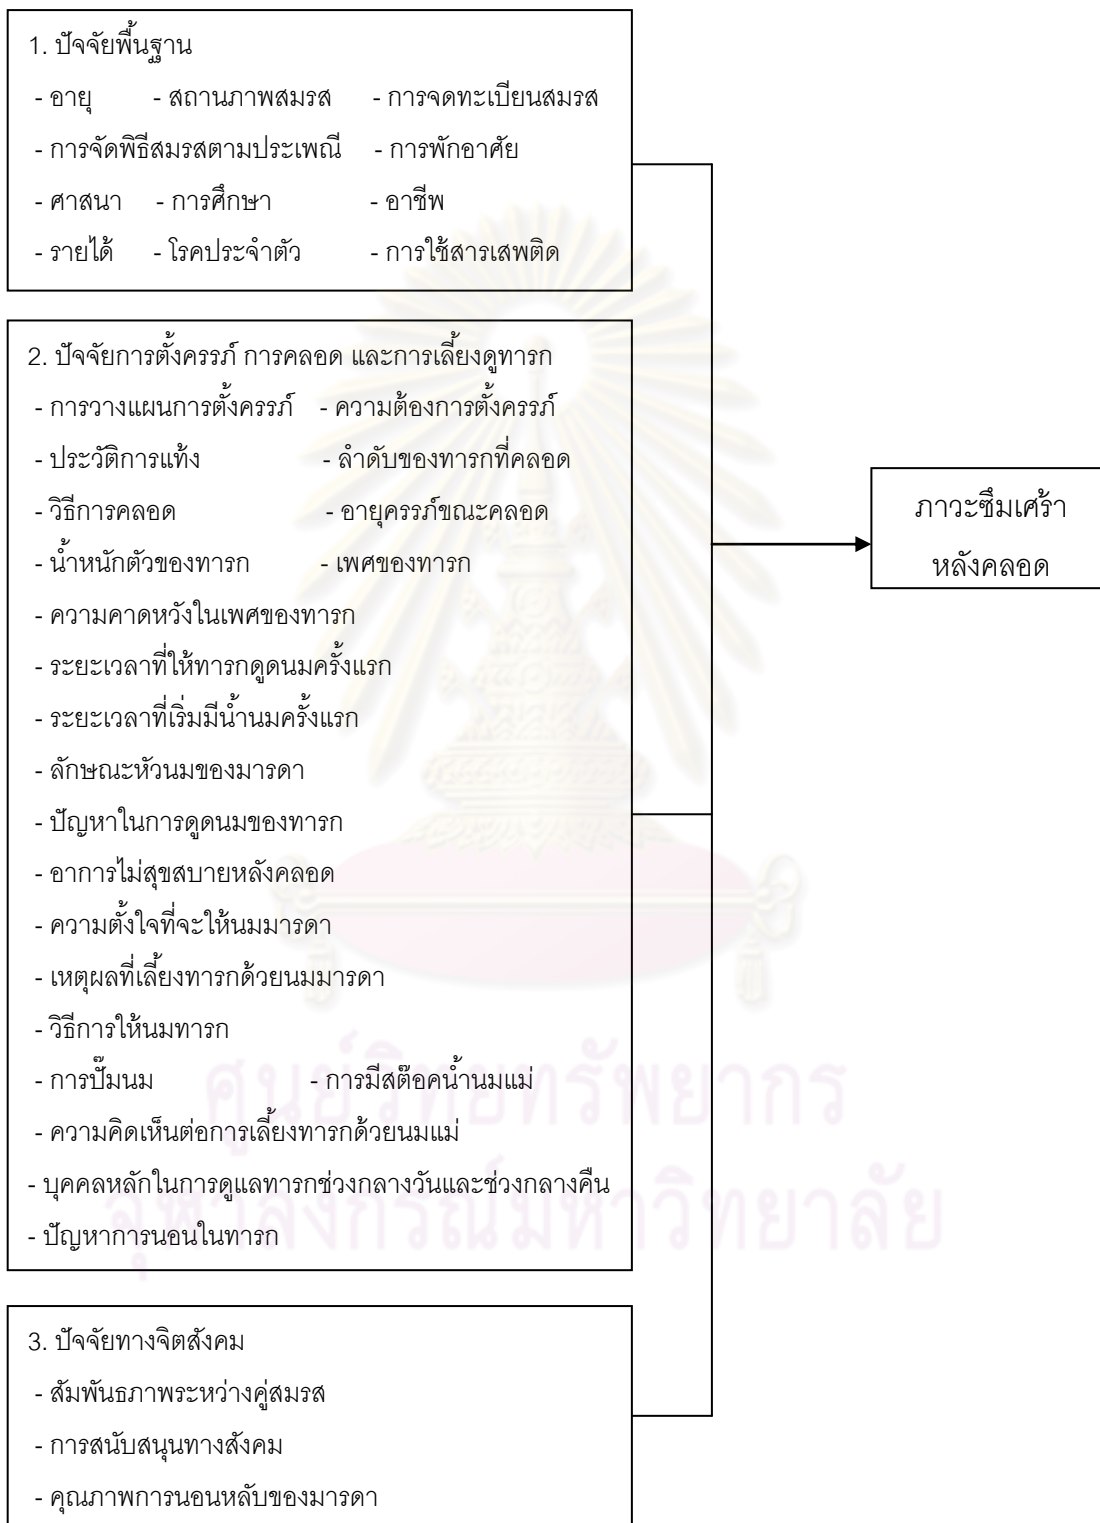 1. ปัจจัยพื้นฐาน
- อายุ - สถานภาพสมรส - การจดทะเบียนสมรส
- การจัดพิธีสมรสตามประเพณี - การพักอาศัย
- ศาสนา - การศึกษา - อาชีพ
- รายได้ - โรคประจำตัว - การใช้สารเสพติด
2. ปัจจัยการตั้งครรภ์ การคลอด และการเลี้ยงดูทารก
- การวางแผนการตั้งครรภ์ - ความต้องการตั้งครรภ์
- ประวัติการแท้ง - ลำดับของทารกที่คลอด
- วิธีการคลอด - อายุครรภ์ขณะคลอด
- น้ำหนักตัวของทารก - เพศของทารก
- ความคาดหวังในเพศของทารก
- ระยะเวลาที่ให้ทารกดูดนมครั้งแรก
- ระยะเวลาที่เริ่มมีน้ำนมครั้งแรก
- ลักษณะหัวนมของมารดา
- ปัญหาในการดูดนมของทารก
- อาการไม่สุขสบายหลังคลอด
- ความตั้งใจที่จะให้นมมารดา
- เหตุผลที่เลี้ยงทารกด้วยนมมารดา
- วิธีการให้นมทารก
- การปั๊มนม - การมีสต๊อคน้ำนมแม่
- ความคิดเห็นต่อการเลี้ยงทารกด้วยนมแม่
- บุคคลหลักในการดูแลทารกช่วงกลางวันและช่วงกลางคืน
- ปัญหาการนอนในทารก
3. ปัจจัยทางจิตสังคม
- สัมพันธภาพระหว่างคู่สมรส
- การสนับสนุนทางสังคม
- คุณภาพการนอนหลับของมารดา
ภาวะซึมเศร้า
หลังคลอด
ศูนย์วิทยทรัพยากร
จุฬาลงกรณ์มหาวิทยาลัย